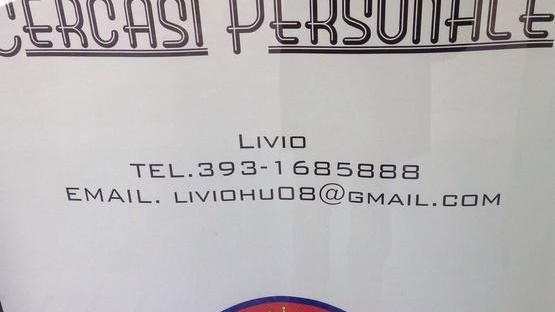 CERCASI PERSONALE
LIVIO
TEL.393-1685888
EMAIL. LIVIOHU08@GMAIL.COM